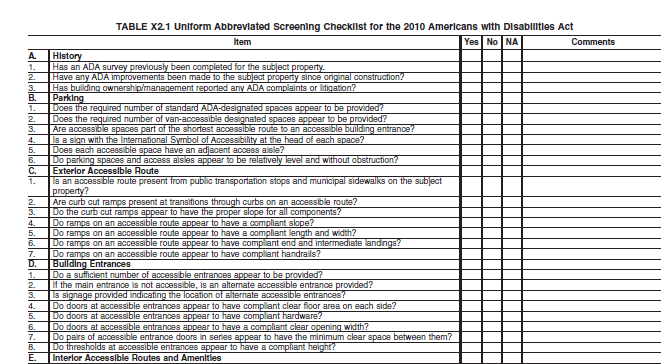 TABLE X2.1 Uniform Abbreviated Screening Checklist for the 2010 Americans with Disabilities Act
Item Yes No NA Comments
A. History
1. Has an ADA survey previously been completed for the subject property.
2. Have any ADA improvements been made to the subject property since original construction?
3. Has building ownership/management reported any ADA complaints or litigation?
B. Parking
1. Does the required number of standard ADA-designated spaces appear to be provided?
2. Does the required number of van-accessible designated spaces appear to be provided?
3. Are accessible spaces part of the shortest accessible route to an accessible building entrance?
4. Is a sign with the International Symbol of Accessibility at the head of each space?
5. Does each accessible space have an adjacent access aisle?
6. Do parking spaces and access aisles appear to be relatively level and without obstruction?
C. Exterior Accessible Route
1. Is an accessible route present from public transportation stops and municipal sidewalks on the subject
property?
2. Are curb cut ramps present at transitions through curbs on an accessible route?
3. Do the curb cut ramps appear to have the proper slope for all components?
4. Do ramps on an accessible route appear to have a compliant slope?
5. Do ramps on an accessible route appear to have a compliant length and width?
6. Do ramps on an accessible route appear to have compliant end and intermediate landings?
7. Do ramps on an accessible route appear to have compliant handrails?
D. Building Entrances
1. Do a sufficient number of accessible entrances appear to be provided?
2. If the main entrance is not accessible, is an alternate accessible entrance provided?
3. Is signage provided indicating the location of alternate accessible entrances?
4. Do doors at accessible entrances appear to have compliant clear floor area on each side?
5. Do doors at accessible entrances appear to have compliant hardware?
6. Do doors at accessible entrances appear to have a compliant clear opening width?
7. Do pairs of accessible entrance doors in series appear to have the minimum clear space between them?
8. Do thresholds at accessible entrances appear to have a compliant height?
E. Interior Accessible Routes and Amenities